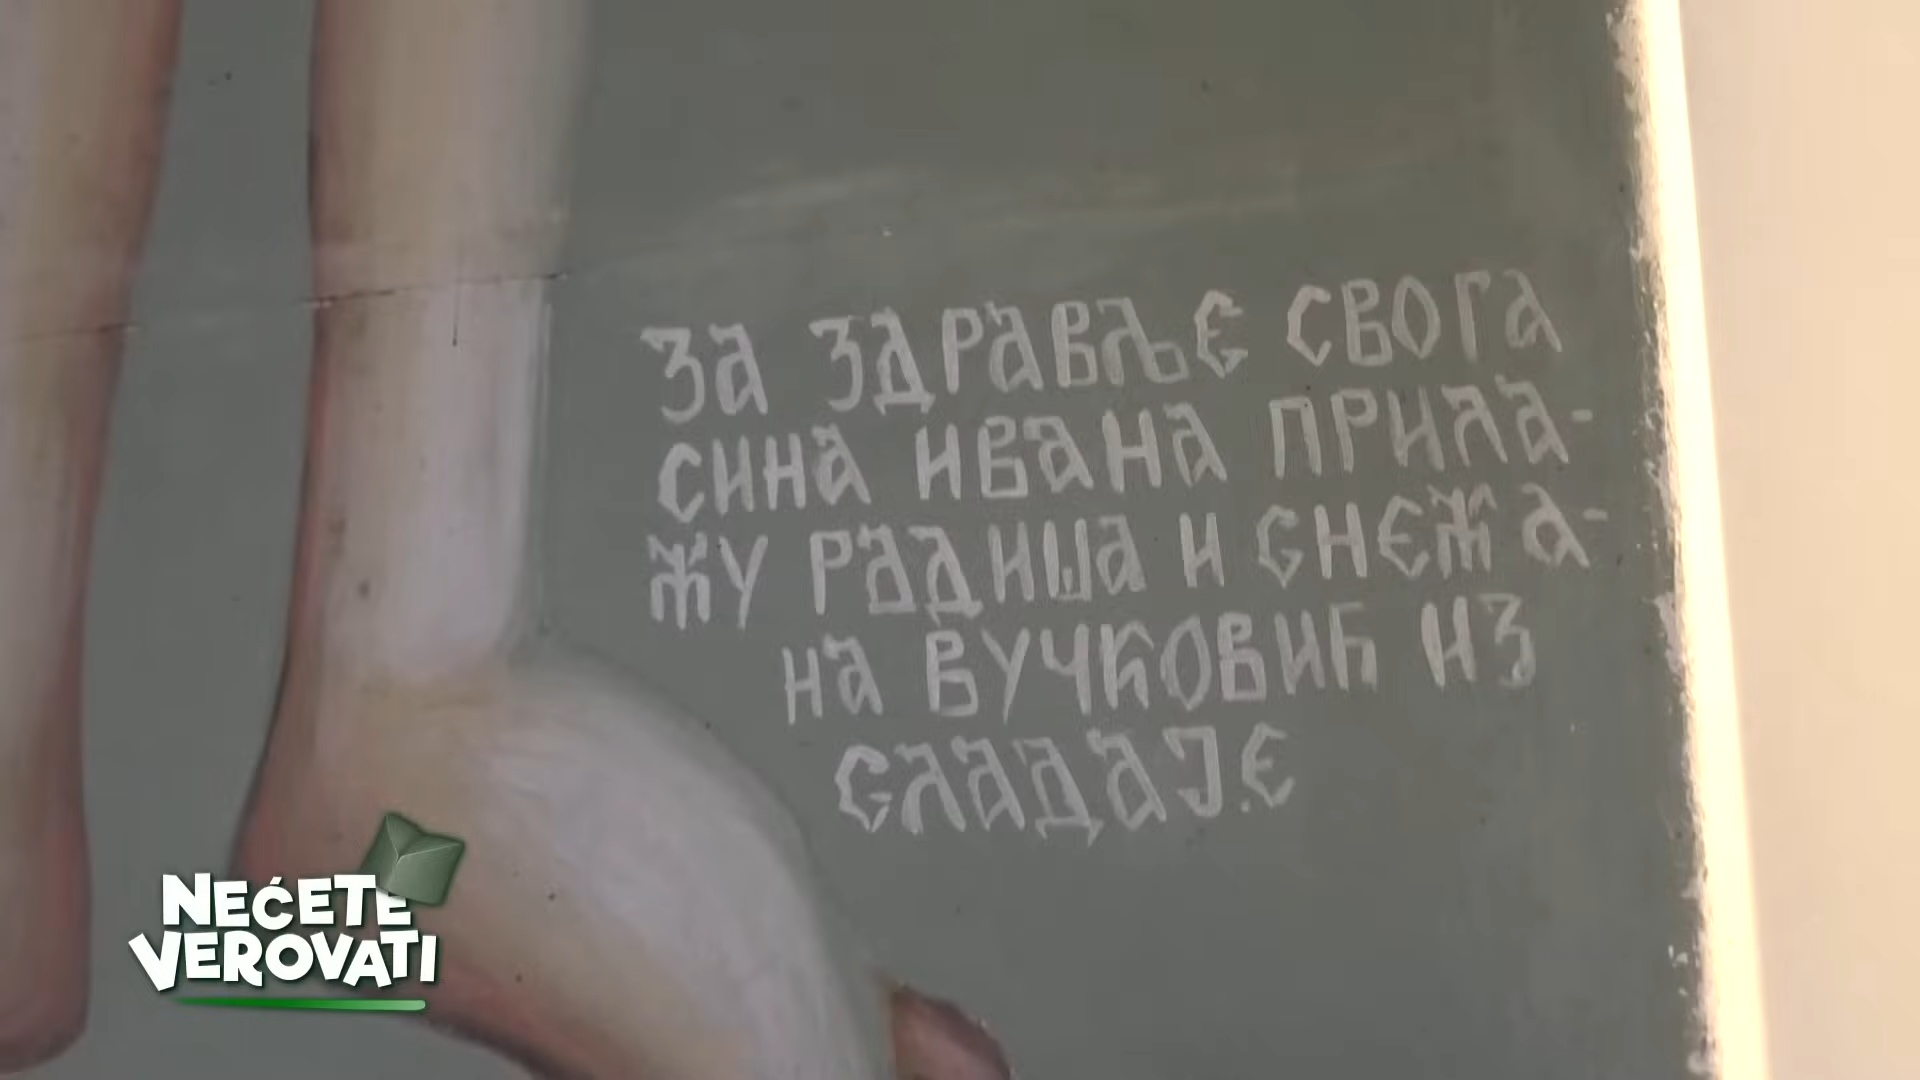 ЗА ЗДРАВЉЕ СВОГА
СИНА ИВАНА ПРИЛА-
ЖУ РАДИША И СНЕЖА-
НА ВУЧКОВИЋ ИЗ
СЛАДАЈЕ
NEĆETE
VEROVATI